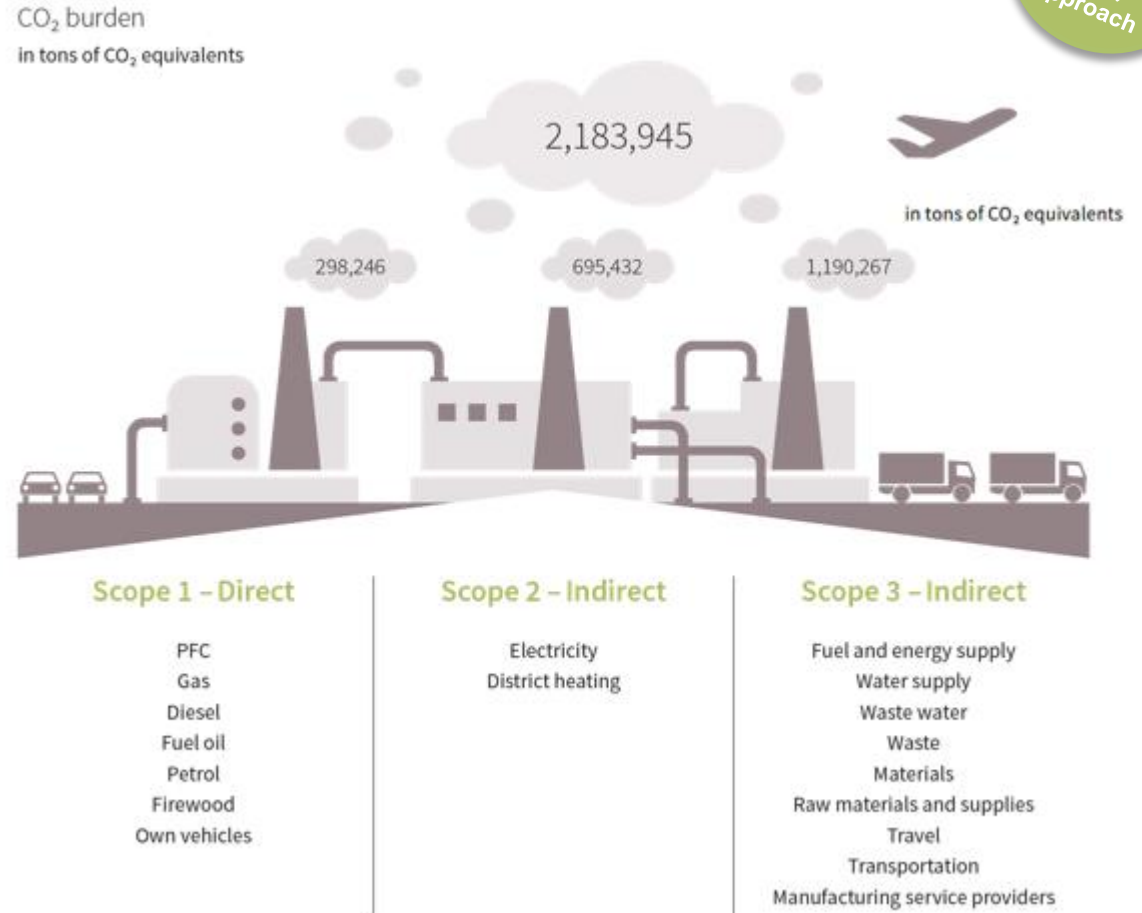 CO₂ burden
in tons of CO₂ equivalents
2,183,945
in tons of CO₂ equivalents
298,246
695,432
1,190,267
Scope 1 – Direct
PFC
Gas
Diesel
Fuel oil
Petrol
Firewood
Own vehicles
Scope 2 – Indirect
Electricity
District heating
Scope 3 – Indirect
Fuel and energy supply
Water supply
Waste water
Waste
Materials
Raw materials and supplies
Travel
Transportation
Manufacturing service providers